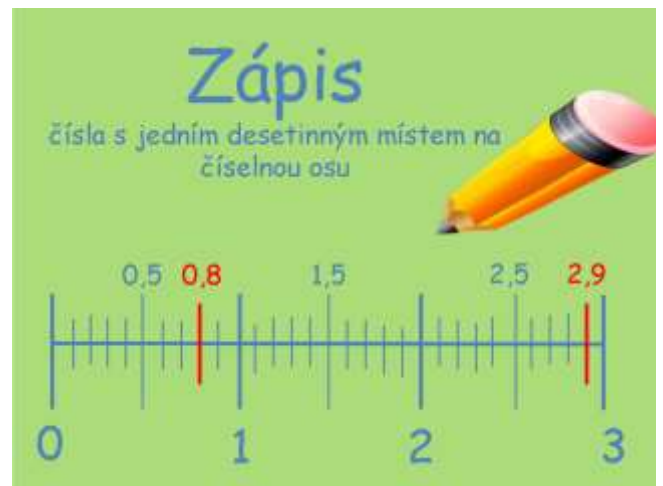 Zápis
čísla s jedním desetinným místem na
číselnou osu
0,5 0,8 1,5 2,5 2,9
0 1 2 3